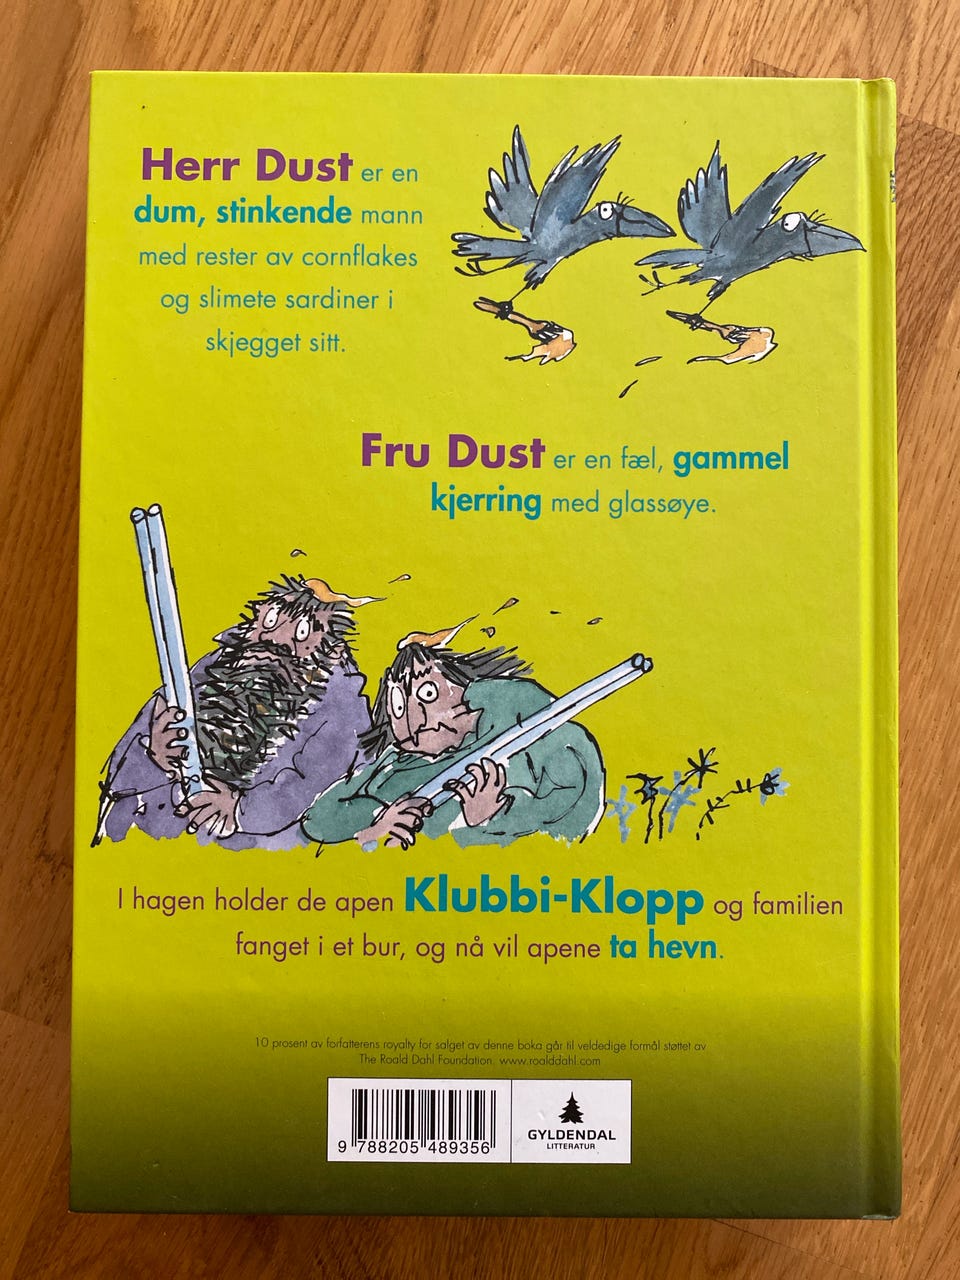 Herr Dust er en
dum, stinkende mann
med rester av cornflakes
og slimete sardiner i
skjegget sitt.
Fru Dust er en fæl, gammel
kjerring med glassøye.
I hagen holder de apen Klubbi-Klopp og familien
fanget i et bur, og nå vil apene ta hevn.
10 prosent av forfatterens royalty for salget av denne boka går til veldedige formål støttet av
The Roald Dahl Foundation. www.roalddahl.com
9 788205 489356
GYLDENDAL
LITTERATUR